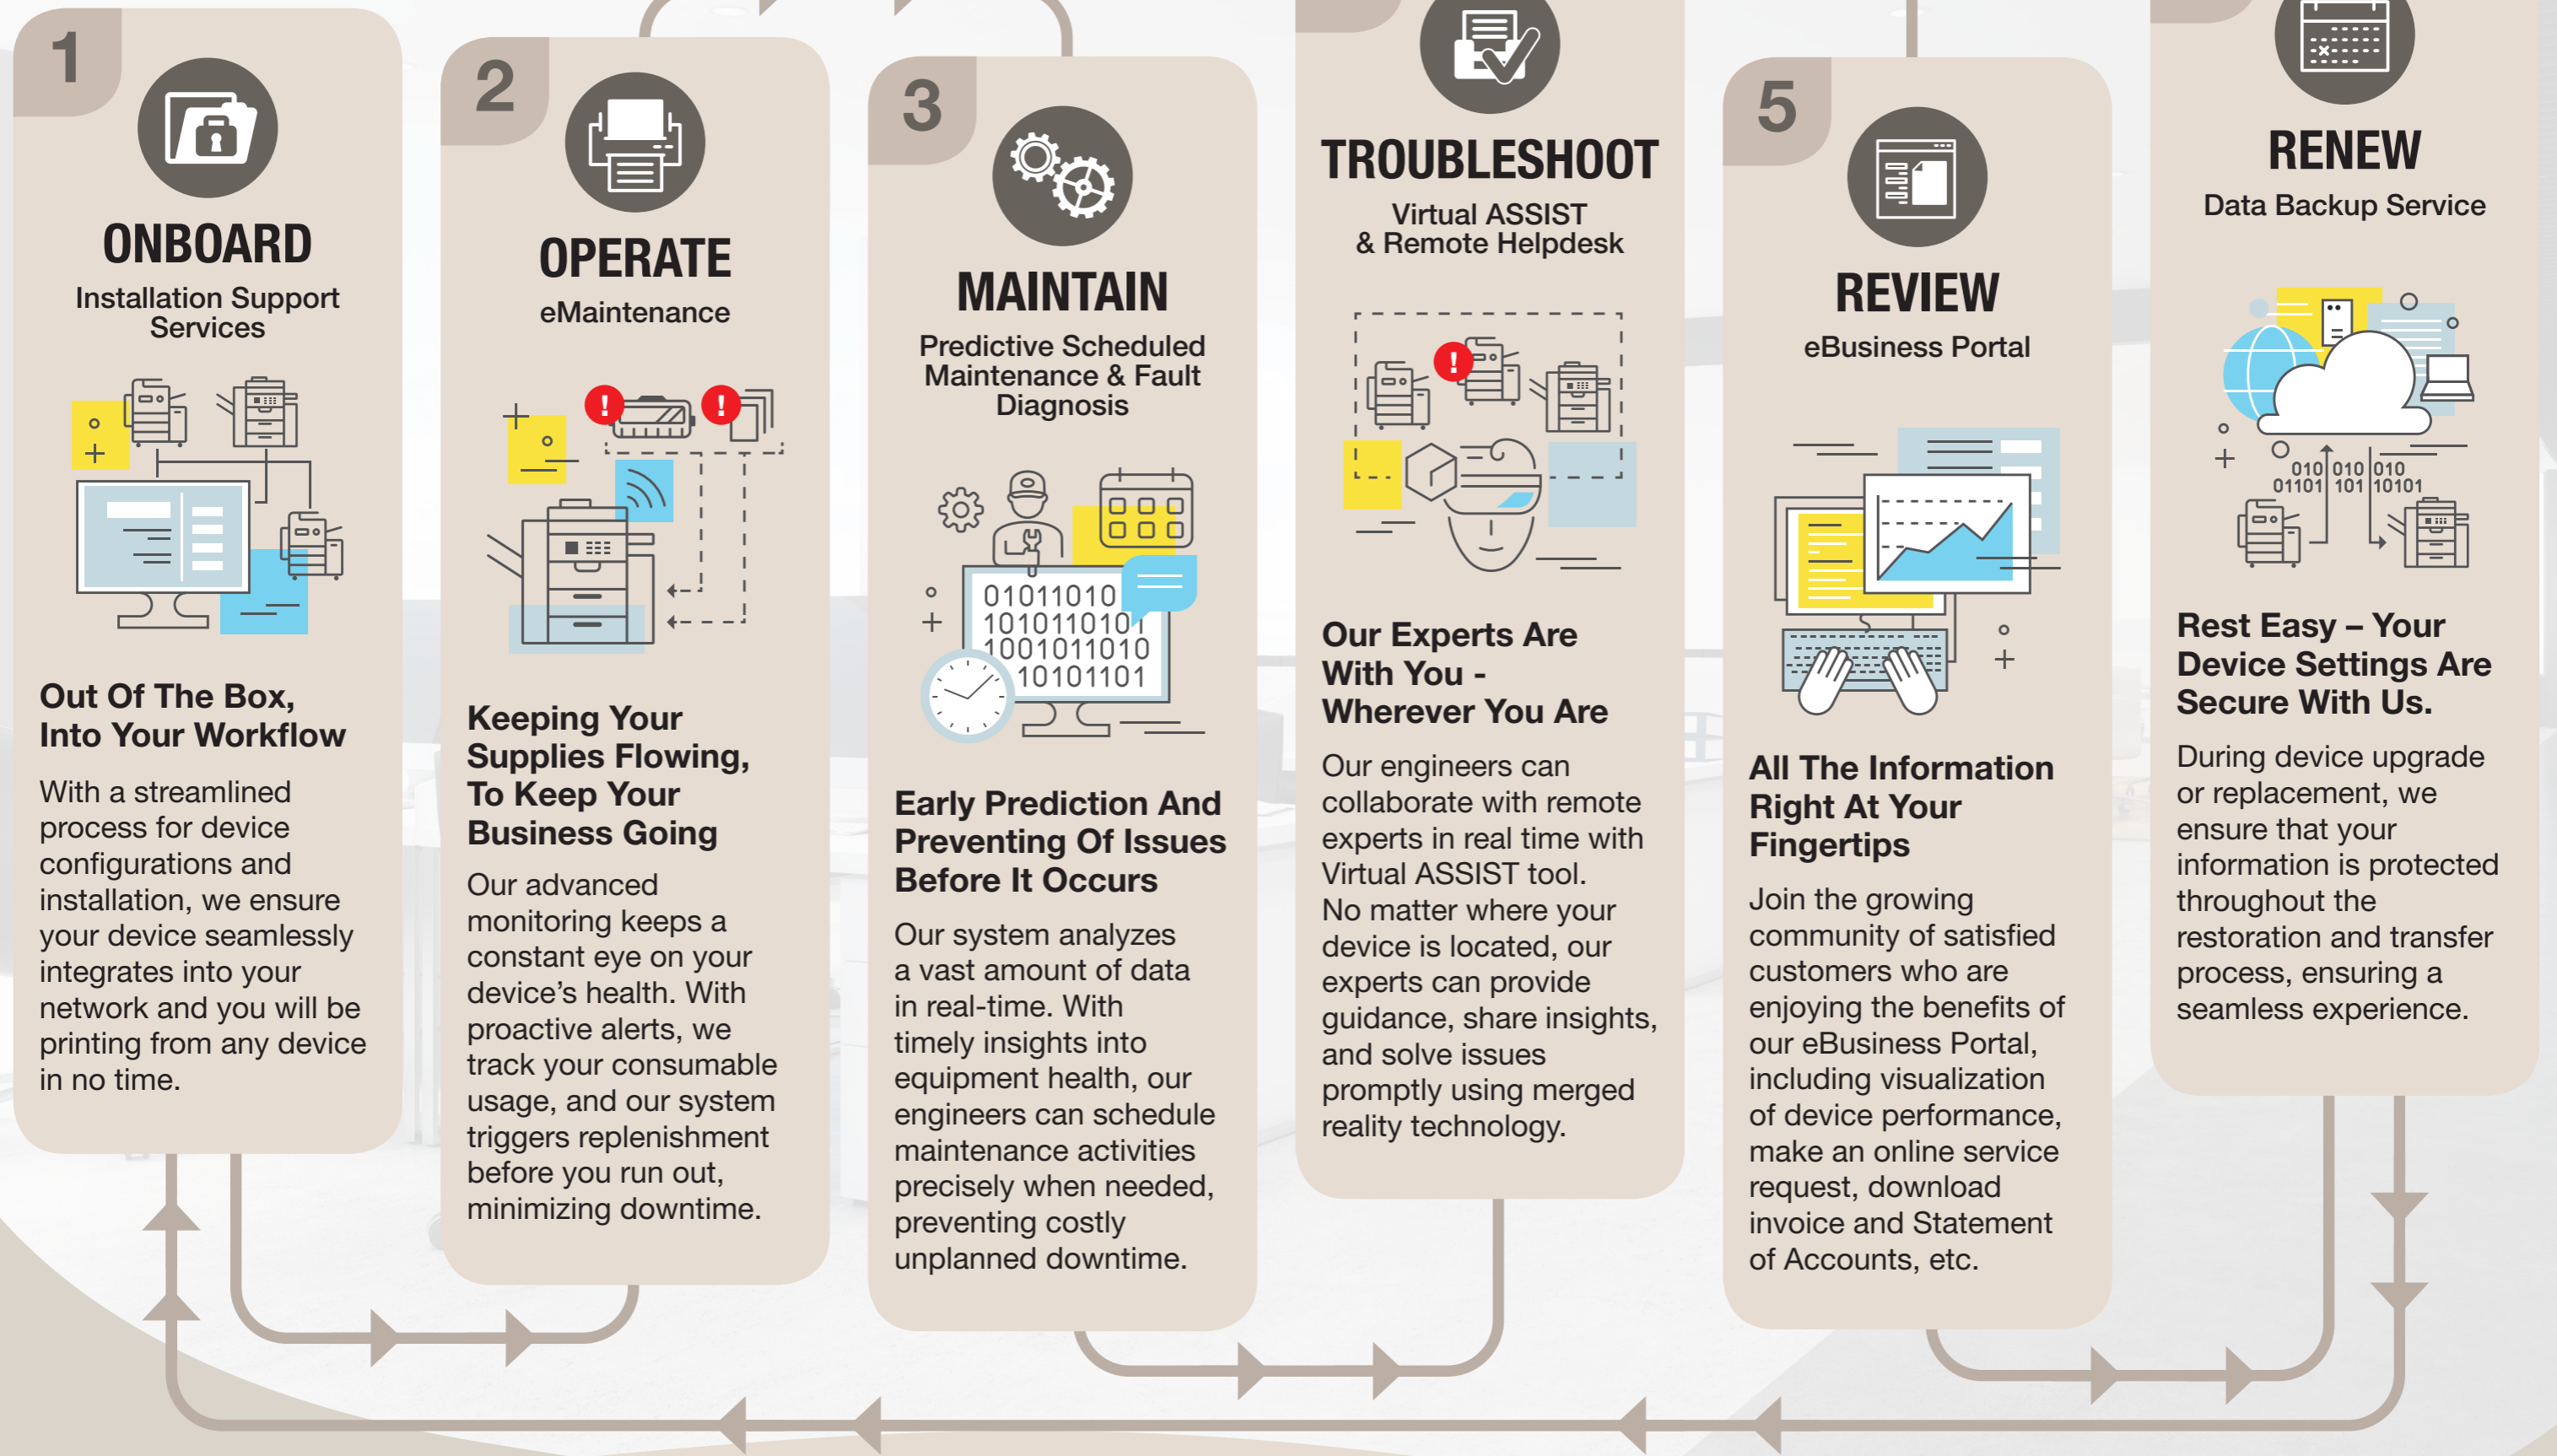 1
ONBOARD
Installation Support
Services
Out Of The Box,
Into Your Workflow
With a streamlined
process for device
configurations and
installation, we ensure
your device seamlessly
integrates into your
network and you will be
printing from any device
in no time.
2
OPERATE
eMaintenance
!
!
Keeping Your
Supplies Flowing,
To Keep Your
Business Going
Our advanced
monitoring keeps a
constant eye on your
device’s health. With
proactive alerts, we
track your consumable
usage, and our system
triggers replenishment
before you run out,
minimizing downtime.
3
MAINTAIN
Predictive Scheduled
Maintenance & Fault
Diagnosis
01011010
1010110101
1001011010
10101101
Early Prediction And
Preventing Of Issues
Before It Occurs
Our system analyzes
a vast amount of data
in real-time. With
timely insights into
equipment health, our
engineers can schedule
maintenance activities
precisely when needed,
preventing costly
unplanned downtime.
TROUBLESHOOT
Virtual ASSIST
& Remote Helpdesk
!
Our Experts Are
With You -
Wherever You Are
Our engineers can
collaborate with remote
experts in real time with
Virtual ASSIST tool.
No matter where your
device is located, our
experts can provide
guidance, share insights,
and solve issues
promptly using merged
reality technology.
5
REVIEW
eBusiness Portal
All The Information
Right At Your
Fingertips
Join the growing
community of satisfied
customers who are
enjoying the benefits of
our eBusiness Portal,
including visualization
of device performance,
make an online service
request, download
invoice and Statement
of Accounts, etc.
RENEW
Data Backup Service
010 010 010
01101 101 10101
Rest Easy – Your
Device Settings Are
Secure With Us.
During device upgrade
or replacement, we
ensure that your
information is protected
throughout the
restoration and transfer
process, ensuring a
seamless experience.